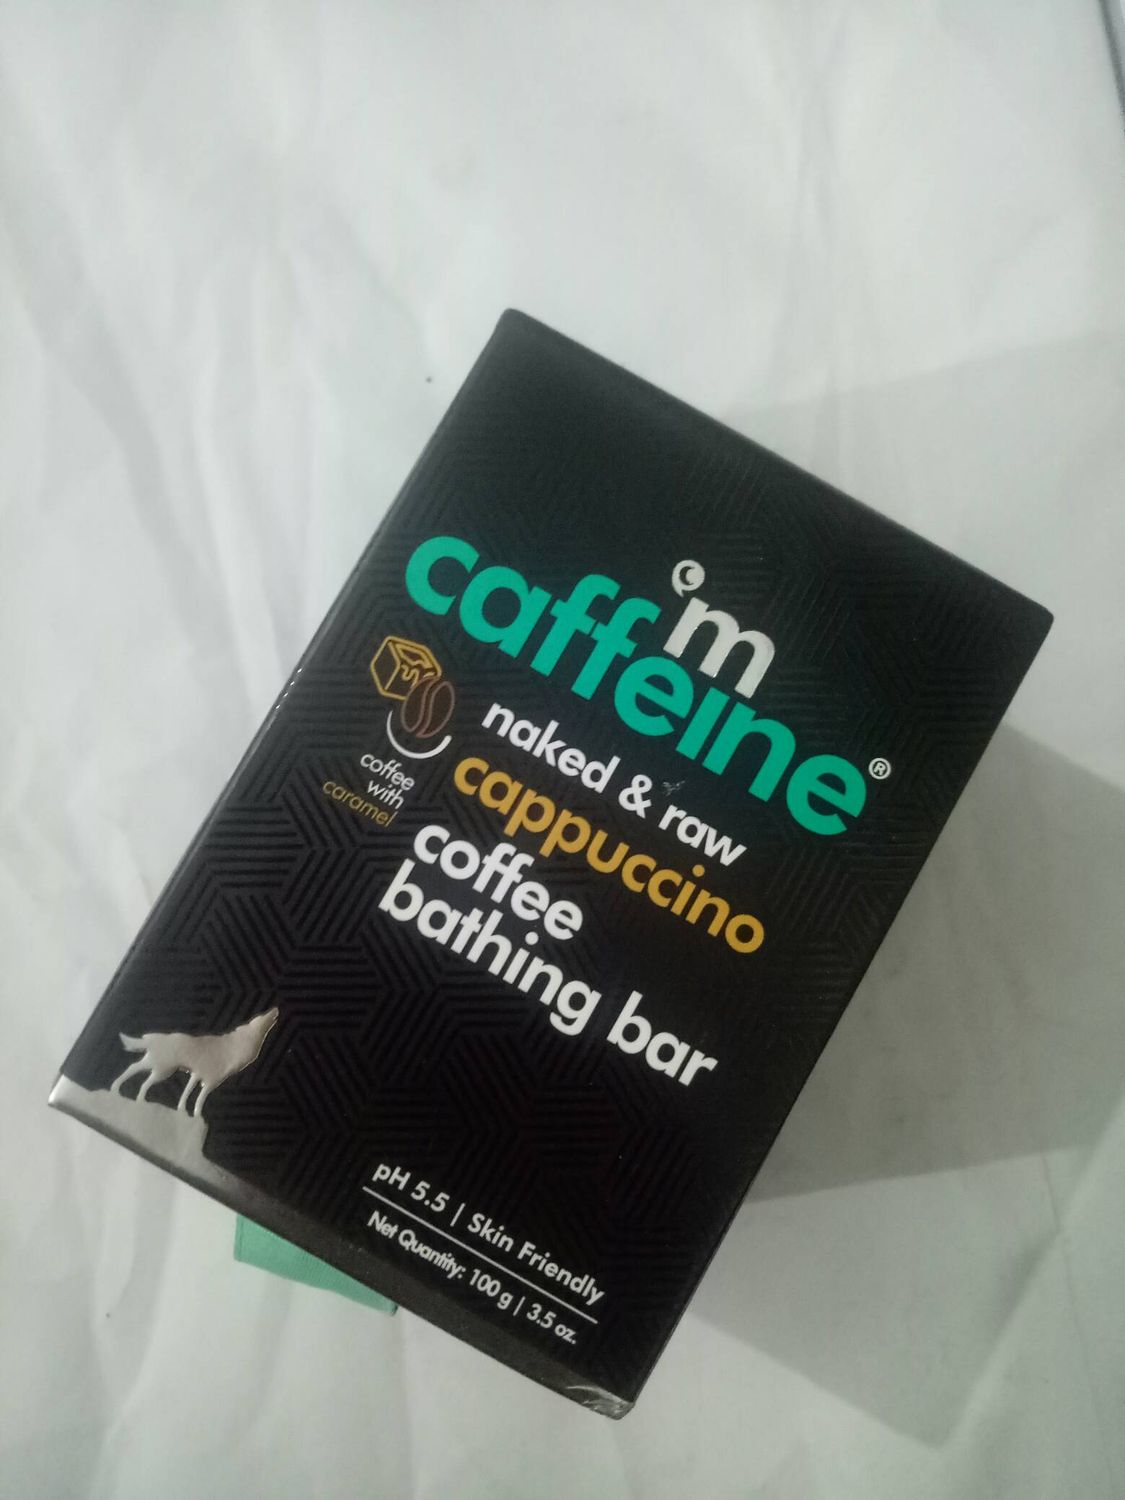 'm
caffeine®
naked & raw
cappuccino
coffee
bathing bar
coffee
with
caramel
pH 5.5 | Skin Friendly
Net Quantity: 100 g | 3.5 oz.